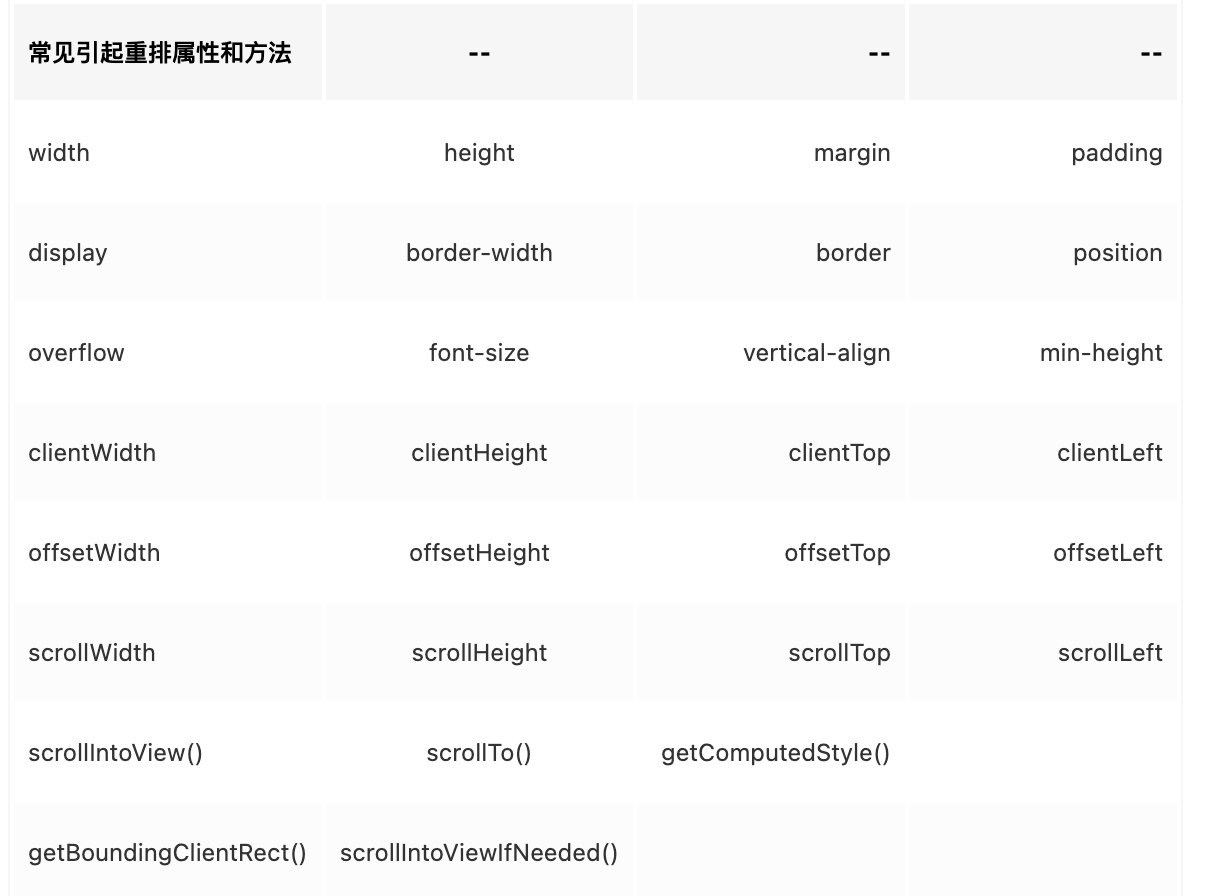 常见引起重排属性和方法 -- -- --
width height margin padding
display border-width border position
overflow font-size vertical-align min-height
clientWidth clientHeight clientTop clientLeft
offsetWidth offsetHeight offsetTop offsetLeft
scrollWidth scrollHeight scrollTop scrollLeft
scrollIntoView() scrollTo() getComputedStyle()
getBoundingClientRect() scrollIntoViewIfNeeded()